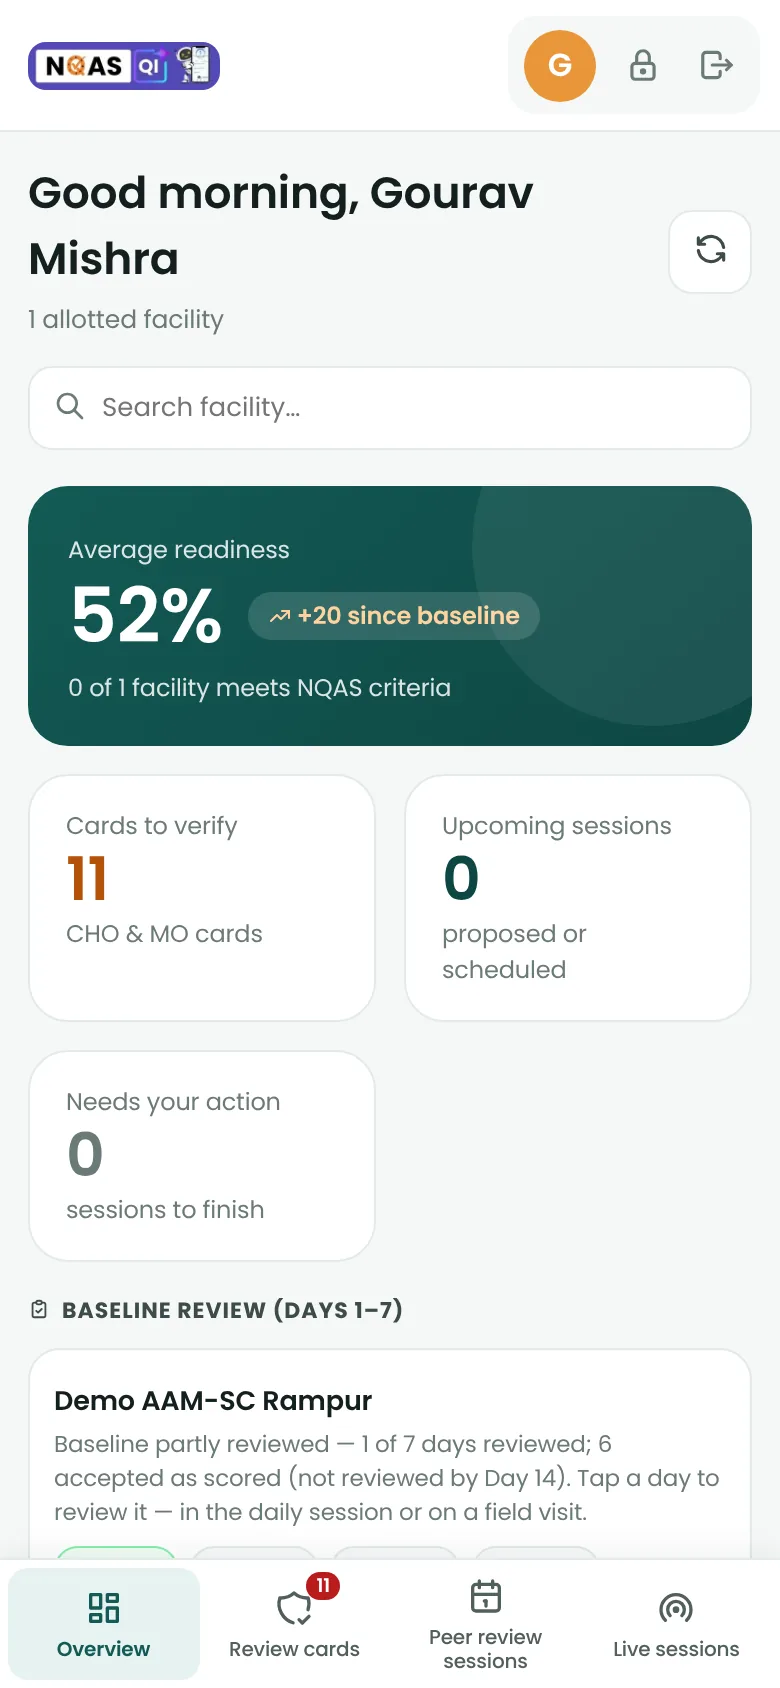 NQAS QI
G
Good morning, Gourav
Mishra
1 allotted facility
Search facility...
Average readiness
52%
+20 since baseline
0 of 1 facility meets NQAS criteria
Cards to verify
11
CHO & MO cards
Upcoming sessions
0
proposed or
scheduled
Needs your action
0
sessions to finish
BASELINE REVIEW (DAYS 1–7)
Demo AAM-SC Rampur
Baseline partly reviewed — 1 of 7 days reviewed; 6
accepted as scored (not reviewed by Day 14). Tap a day to
review it — in the daily session or on a field visit.
Overview
11
Review cards
1
Peer review
sessions
Live sessions